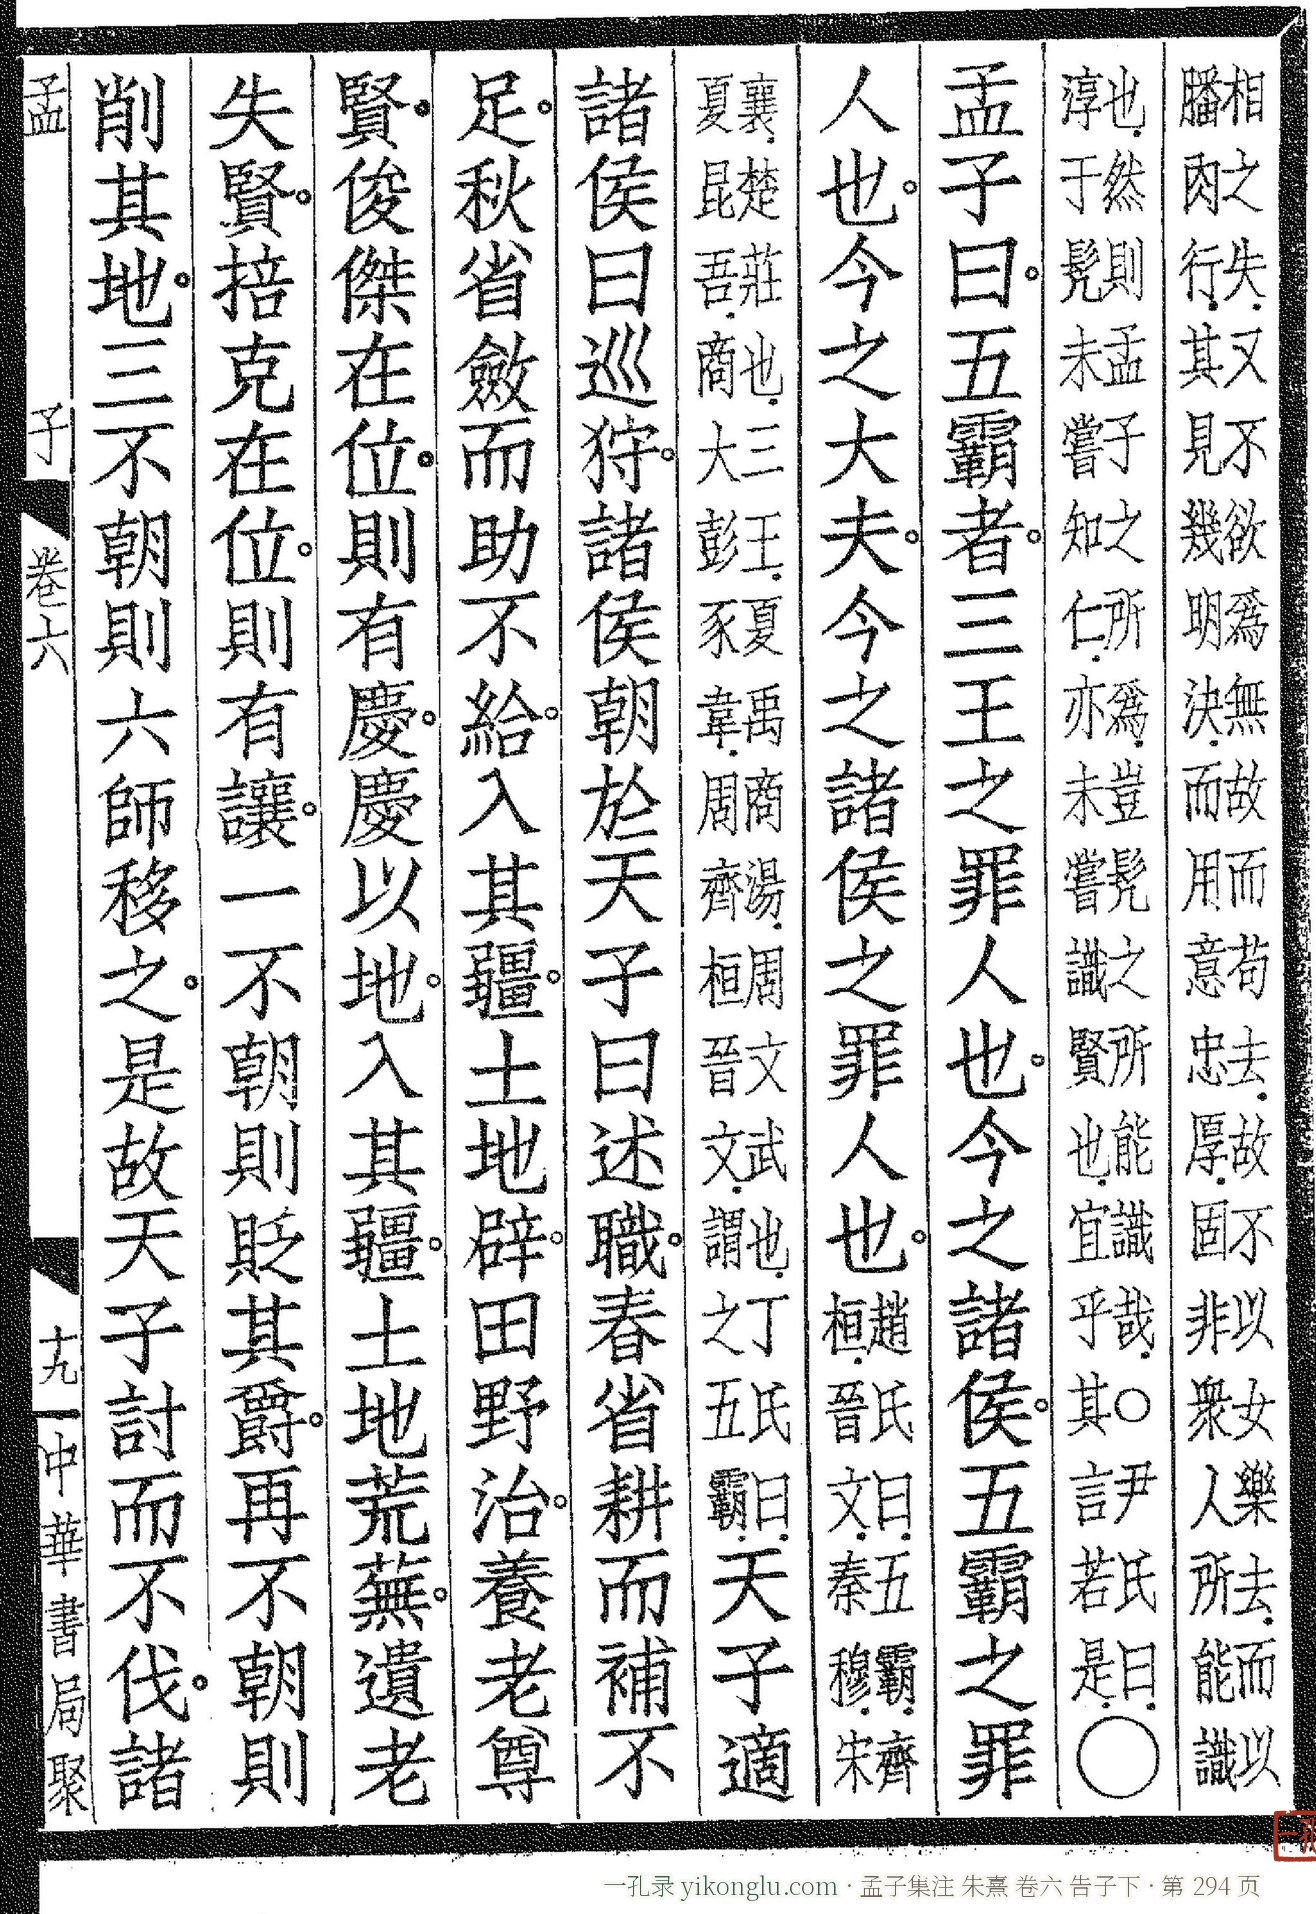 相之失。又不欲爲無故而苟去。故不以女樂去。而以
膰肉行。其見幾明決。而用意忠厚。固非衆人所能識
也。然則孟子之所爲。豈髡之所能識哉。○尹氏曰。
淳于髡未嘗知仁。亦未嘗識賢也。宜乎其言若是。
○
孟子曰。五霸者。三王之罪人也。今之諸侯。五霸之罪
人也。今之大夫。今之諸侯之罪人也。
趙氏曰。五霸。齊
桓。晉文。秦穆。宋
襄。楚莊也。三王。夏禹商湯。周文武也。丁氏曰。
夏昆吾。商大彭豕韋。周齊桓晉文。謂之五霸。
天子適
諸侯曰巡狩。諸侯朝於天子曰述職。春省耕而補不
足。秋省斂而助不給。入其疆。土地辟。田野治。養老尊
賢。俊傑在位。則有慶。慶以地。入其疆。土地荒蕪。遺老
失賢。掊克在位。則有讓。一不朝則貶其爵。再不朝則
削其地。三不朝則六師移之。是故天子討而不伐。諸
孟子 卷六 十九 中華書局聚
一孔录 yikonglu.com · 孟子集注 朱熹 卷六 告子下 · 第 294 页